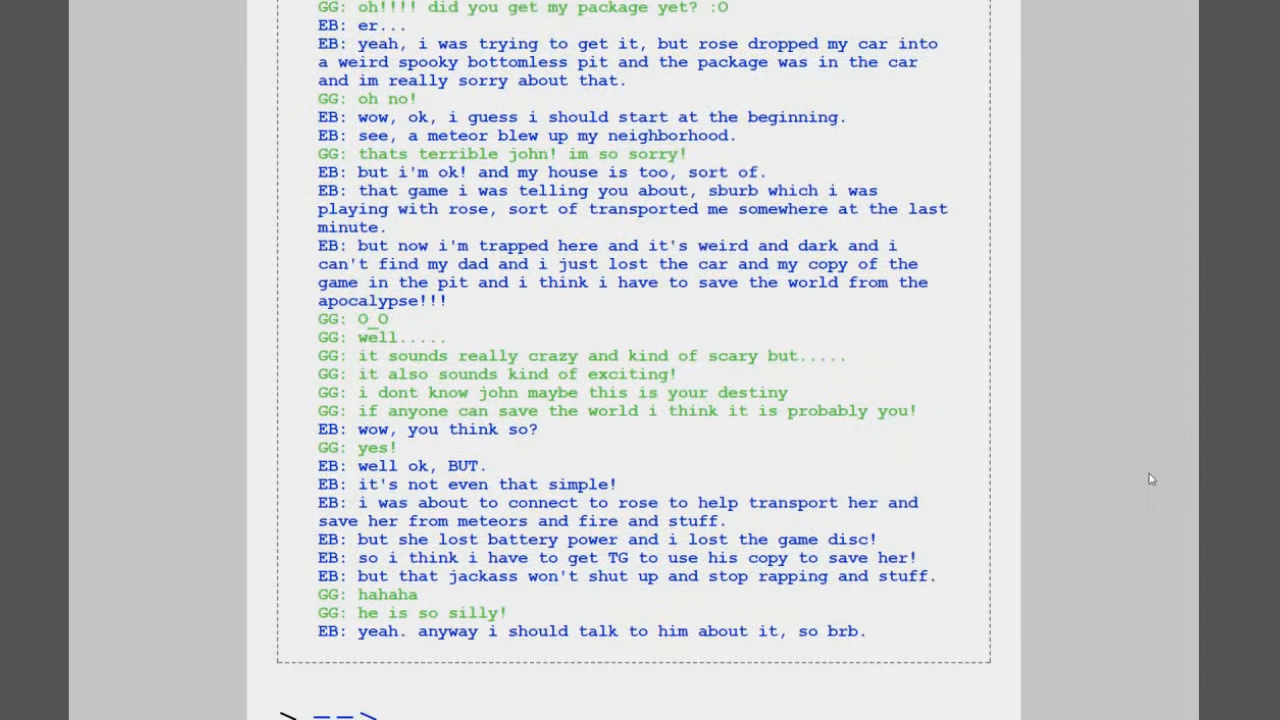 GG: oh!!!! did you get my package yet? :O
EB: er...
EB: yeah, i was trying to get it, but rose dropped my car into
a weird spooky bottomless pit and the package was in the car
and im really sorry about that.
GG: oh no!
EB: wow, ok, i guess i should start at the beginning.
EB: see, a meteor blew up my neighborhood.
GG: thats terrible john! im so sorry!
EB: but i'm ok! and my house is too, sort of.
EB: that game i was telling you about, sburb which i was
playing with rose, sort of transported me somewhere at the last
minute.
EB: but now i'm trapped here and it's weird and dark and i
can't find my dad and i just lost the car and my copy of the
game in the pit and i think i have to save the world from the
apocalypse!!!
GG: O_O
GG: well.....
GG: it sounds really crazy and kind of scary but.....
GG: it also sounds kind of exciting!
GG: i dont know john maybe this is your destiny
GG: if anyone can save the world i think it is probably you!
EB: wow, you think so?
GG: yes!
EB: well ok, BUT.
EB: it's not even that simple!
EB: i was about to connect to rose to help transport her and
save her from meteors and fire and stuff.
EB: but she lost battery power and i lost the game disc!
EB: so i think i have to get TG to use his copy to save her!
EB: but that jackass won't shut up and stop rapping and stuff.
GG: hahaha
GG: he is so silly!
EB: yeah. anyway i should talk to him about it, so brb.
> ==>